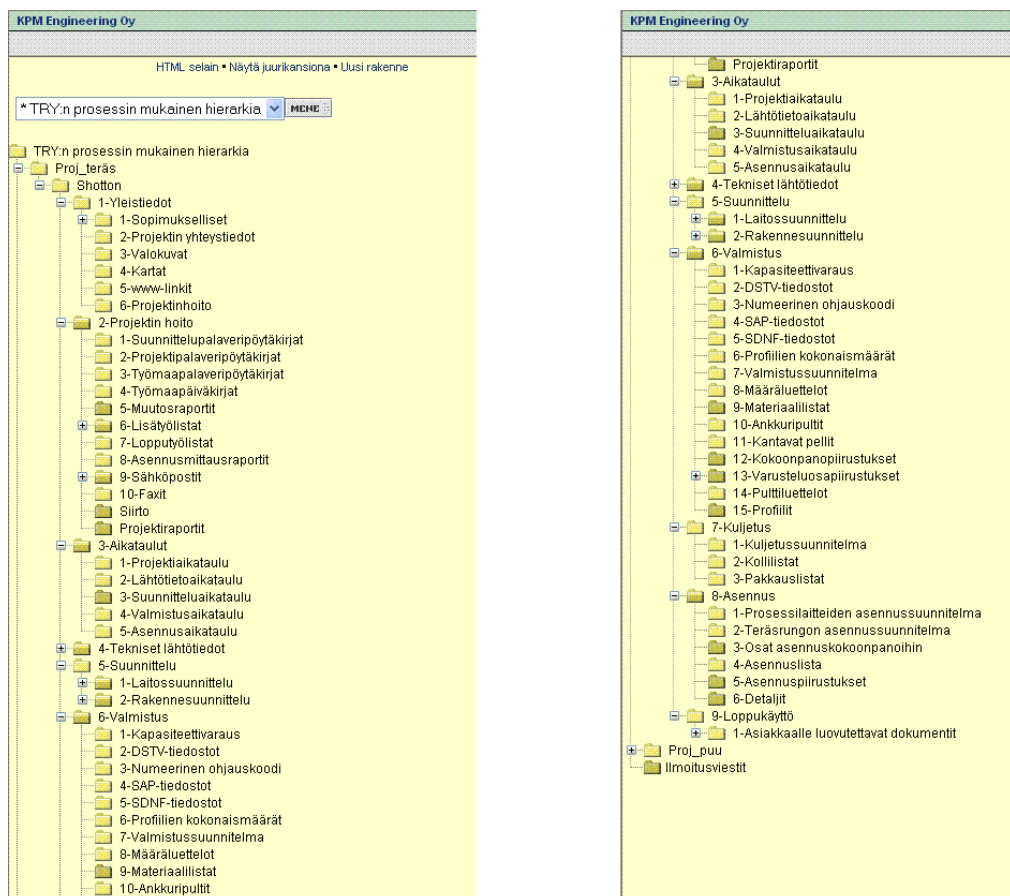 KPM Engineering Oy
HTML selain • Näytä juurikansiona • Uusi rakenne
* TRY:n prosessin mukainen hierarkia MENE
TRY:n prosessin mukainen hierarkia
Proj_teräs
Shotton
1-Yleistiedot
1-Sopimukselliset
2-Projektin yhteystiedot
3-Valokuvat
4-Kartat
5-www-linkit
6-Projektinhoito
2-Projektin hoito
1-Suunnittelupalaveripöytäkirjat
2-Projektipalaveripöytäkirjat
3-Työmaapalaveripöytäkirjat
4-Työmaapäiväkirjat
5-Muutosraportit
6-Lisätyölistat
7-Lopputyölistat
8-Asennusmittausraportit
9-Sähköpostit
10-Faxit
Siirto
Projektiraportit
3-Aikataulut
1-Projektiaikataulu
2-Lähtötietoaikataulu
3-Suunnitteluaikataulu
4-Valmistusaikataulu
5-Asennusaikataulu
4-Tekniset lähtötiedot
5-Suunnittelu
1-Laitossuunnittelu
2-Rakennesuunnittelu
6-Valmistus
1-Kapasiteettivaraus
2-DSTV-tiedostot
3-Numeerinen ohjauskoodi
4-SAP-tiedostot
5-SDNF-tiedostot
6-Profiilien kokonaismäärät
7-Valmistussuunnitelma
8-Määräluettelot
9-Materiaalilistat
10-Ankkuripultit
KPM Engineering Oy
Projektiraportit
3-Aikataulut
1-Projektiaikataulu
2-Lähtötietoaikataulu
3-Suunnitteluaikataulu
4-Valmistusaikataulu
5-Asennusaikataulu
4-Tekniset lähtötiedot
5-Suunnittelu
1-Laitossuunnittelu
2-Rakennesuunnittelu
6-Valmistus
1-Kapasiteettivaraus
2-DSTV-tiedostot
3-Numeerinen ohjauskoodi
4-SAP-tiedostot
5-SDNF-tiedostot
6-Profiilien kokonaismäärät
7-Valmistussuunnitelma
8-Määräluettelot
9-Materiaalilistat
10-Ankkuripultit
11-Kantavat pellit
12-Kokoonpanopiirustukset
13-Varusteluosapiirustukset
14-Pulttiluettelot
15-Profiilit
7-Kuljetus
1-Kuljetussuunnitelma
2-Kollilistat
3-Pakkauslistat
8-Asennus
1-Prosessilaitteiden asennussuunnitelma
2-Teräsrungon asennussuunnitelma
3-Osat asennuskokoonpanoihin
4-Asennuslista
5-Asennuspiirustukset
6-Detaljit
9-Loppukäyttö
1-Asiakkaalle luovutettavat dokumentit
Proj_puu
Ilmoitusviestit